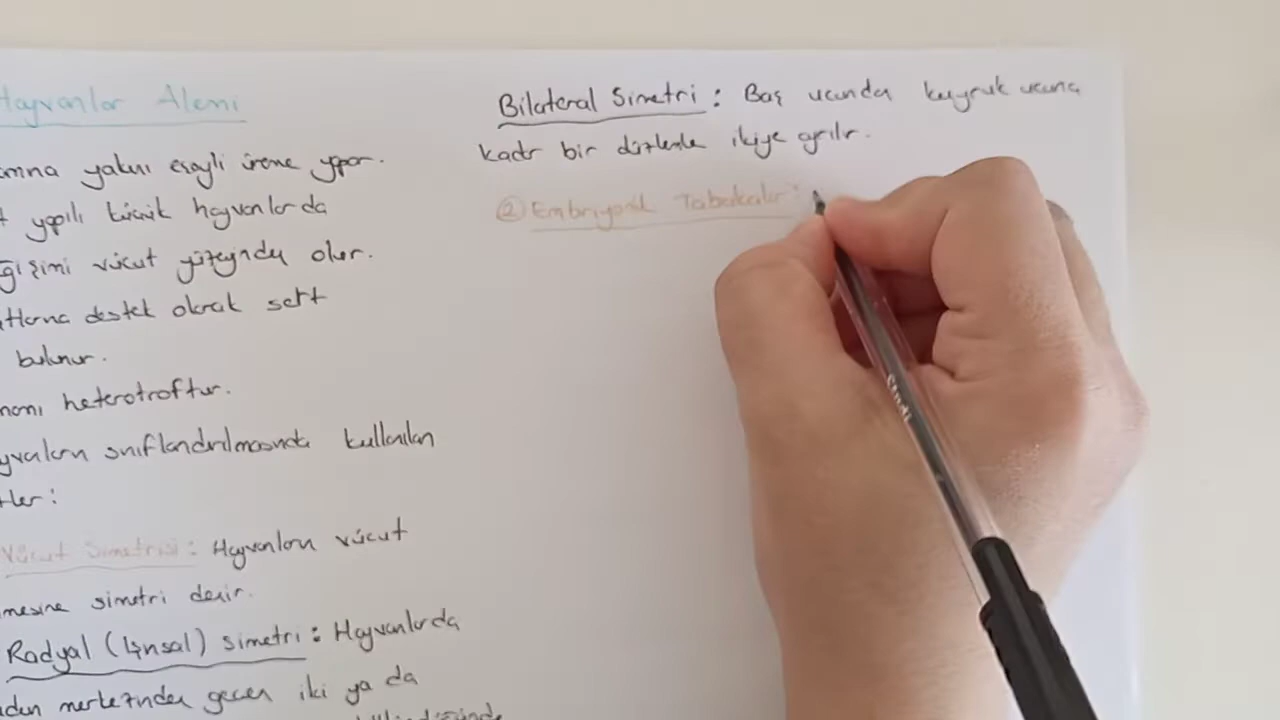 Hayvanlar Alemi
yakını eşeyli üreme yapar.
yapılı küçük hayvanlarda
vücut yüzeyinden olur.
destek olarak sert
bulunur.
heterotroftur.
sınıflandırılmasında kullanılan
Vücut Simetrisi: Hayvanların vücut
simetri denir.
Radyal (Işınsal) simetri: Hayvanlarda
merkezinden geçen iki ya da
Bilateral Simetri: Baş ucundan kuyruk ucuna
kadar bir düzlemle ikiye ayrılır.
② Embriyonik Tabakalar: